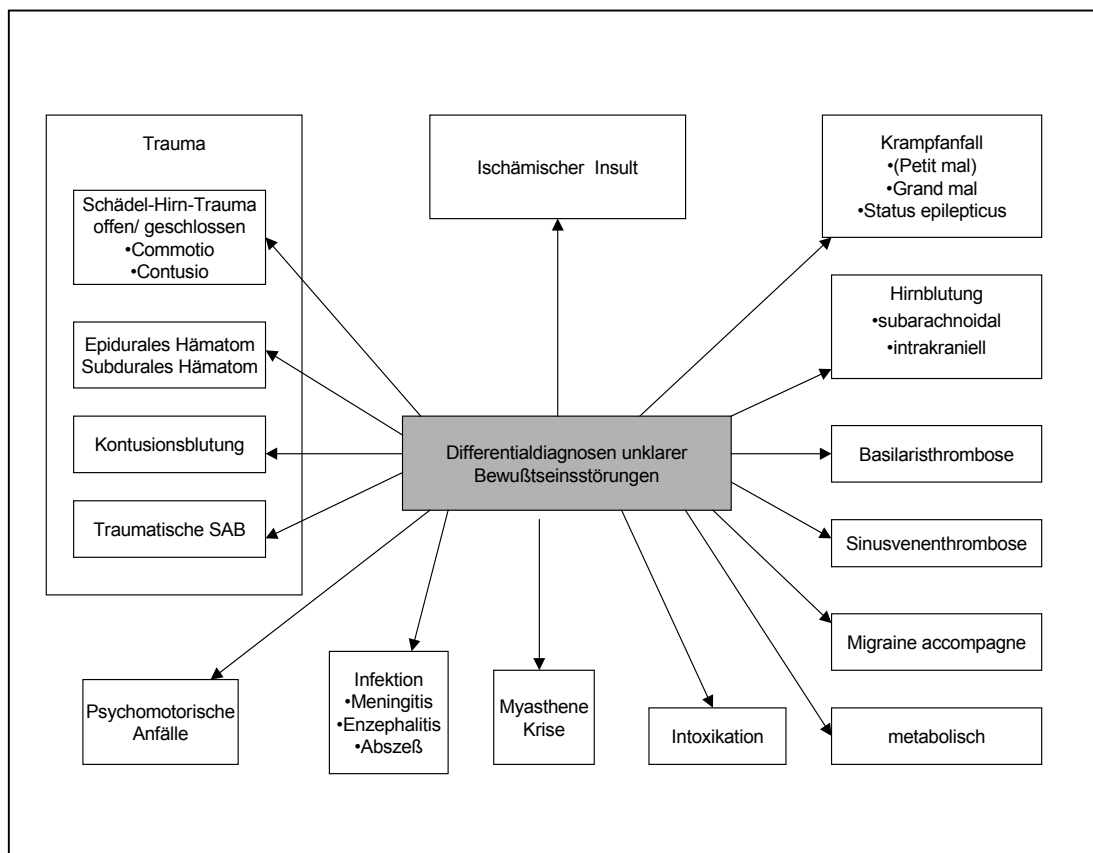 Trauma
Schädel-Hirn-Trauma
offen/ geschlossen
•Commotio
•Contusio
Epidurales Hämatom
Subdurales Hämatom
Kontusionsblutung
Traumatische SAB
Ischämischer Insult
Krampfanfall
•(Petit mal)
•Grand mal
•Status epilepticus
Hirnblutung
•subarachnoidal
•intrakraniell
Differentialdiagnosen unklarer
Bewußtseinsstörungen
Basilaristhrombose
Sinusvenenthrombose
Migraine accompagne
metabolisch
Psychomotorische
Anfälle
Infektion
•Meningitis
•Enzephalitis
•Abszeß
Myasthene
Krise
Intoxikation